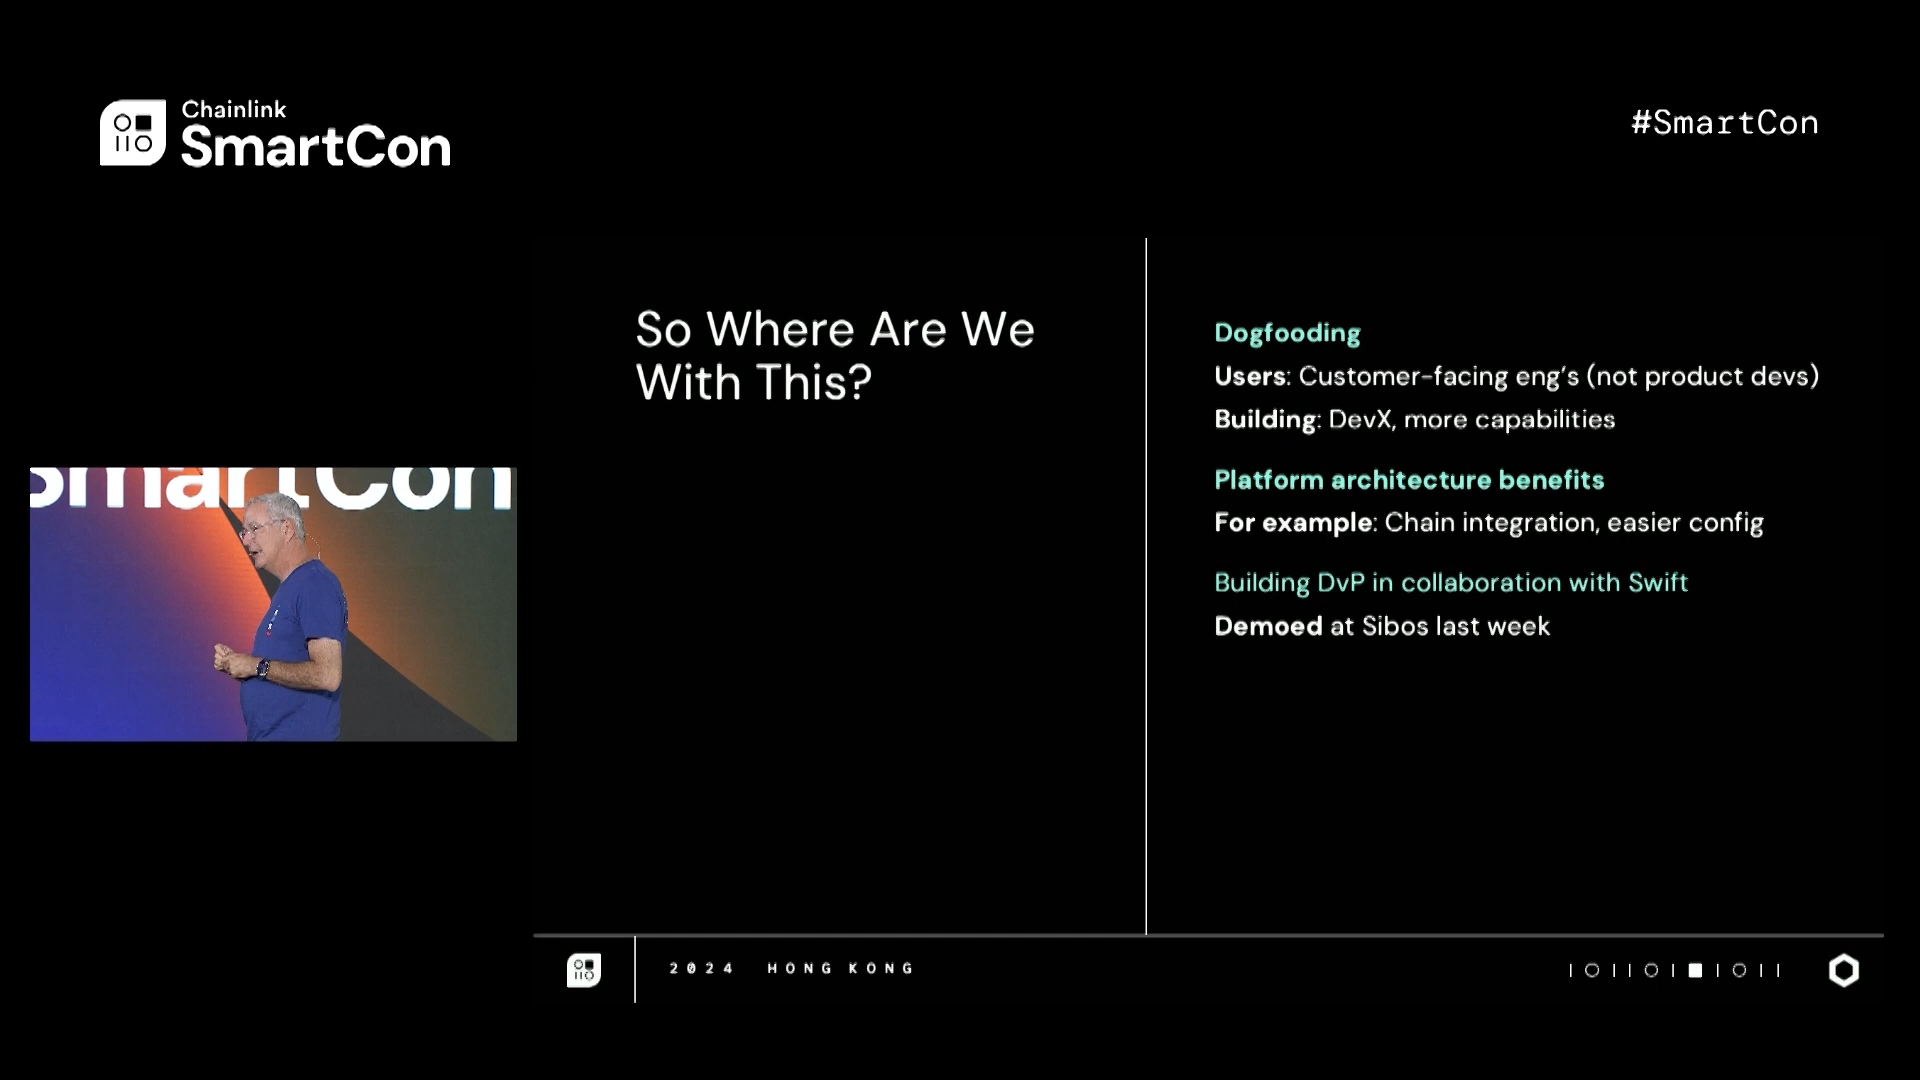 Chainlink
SmartCon
#SmartCon
So Where Are We
With This?
Dogfooding
Users: Customer-facing eng’s (not product devs)
Building: DevX, more capabilities
Platform architecture benefits
For example: Chain integration, easier config
Building DvP in collaboration with Swift
Demoed at Sibos last week
SmartCon
2024 HONG KONG